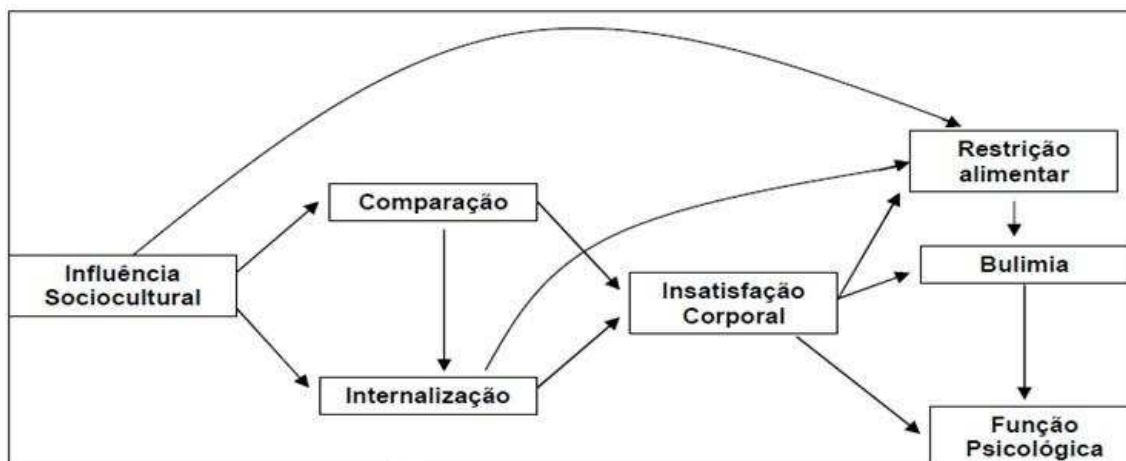 Restrição
alimentar
Comparação
Bulimia
Influência
Sociocultural
Insatisfação
Corporal
Internalização
Função
Psicológica